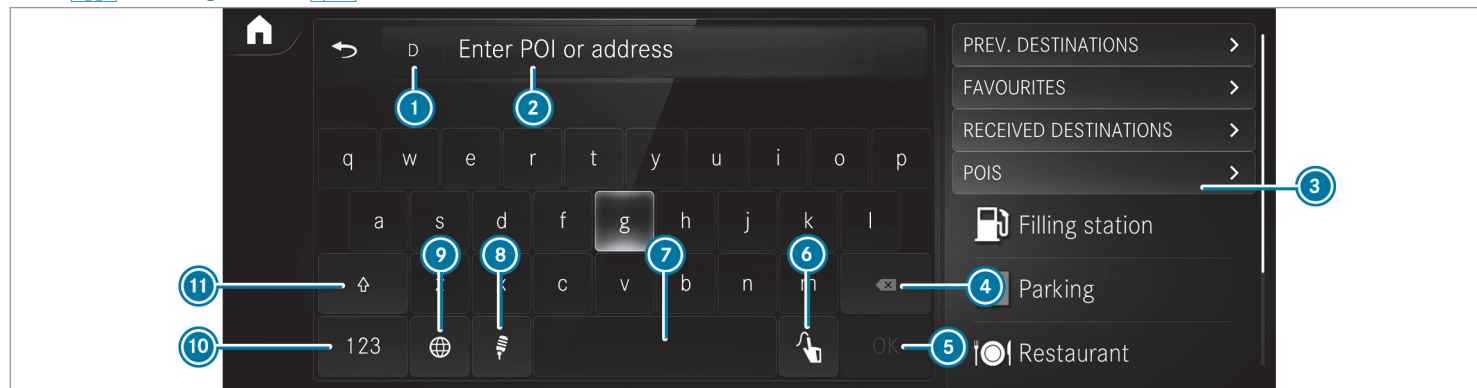 D Enter POI or address
1 2
q w e r t y u i o p
a s d f g h j k l
9 8 7 6
11 c v b n m 4
10 123 OK 5
PREV. DESTINATIONS
FAVOURITES
RECEIVED DESTINATIONS
POIS
3
Filling station
Parking
Restaurant